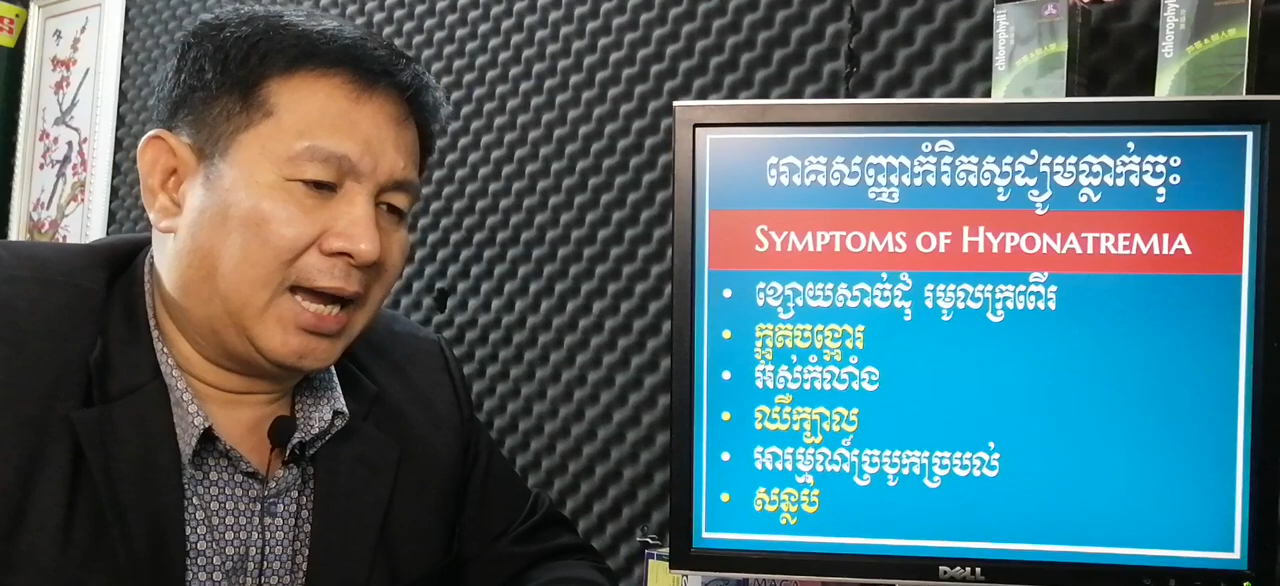 រោគសញ្ញាកំរិតសូដ្យូមធ្លាក់ចុះ
SYMPTOMS OF HYPONATREMIA
• ខ្សោយសាច់ដុំ រមូលក្រពើរ
• ក្អួតចង្អោរ
• អស់កំលាំង
• ឈឺក្បាល
• អារម្មណ៍ច្របូកច្របល់
• សន្លប់
DELL
chlorophyll
chlorophyll
MACA